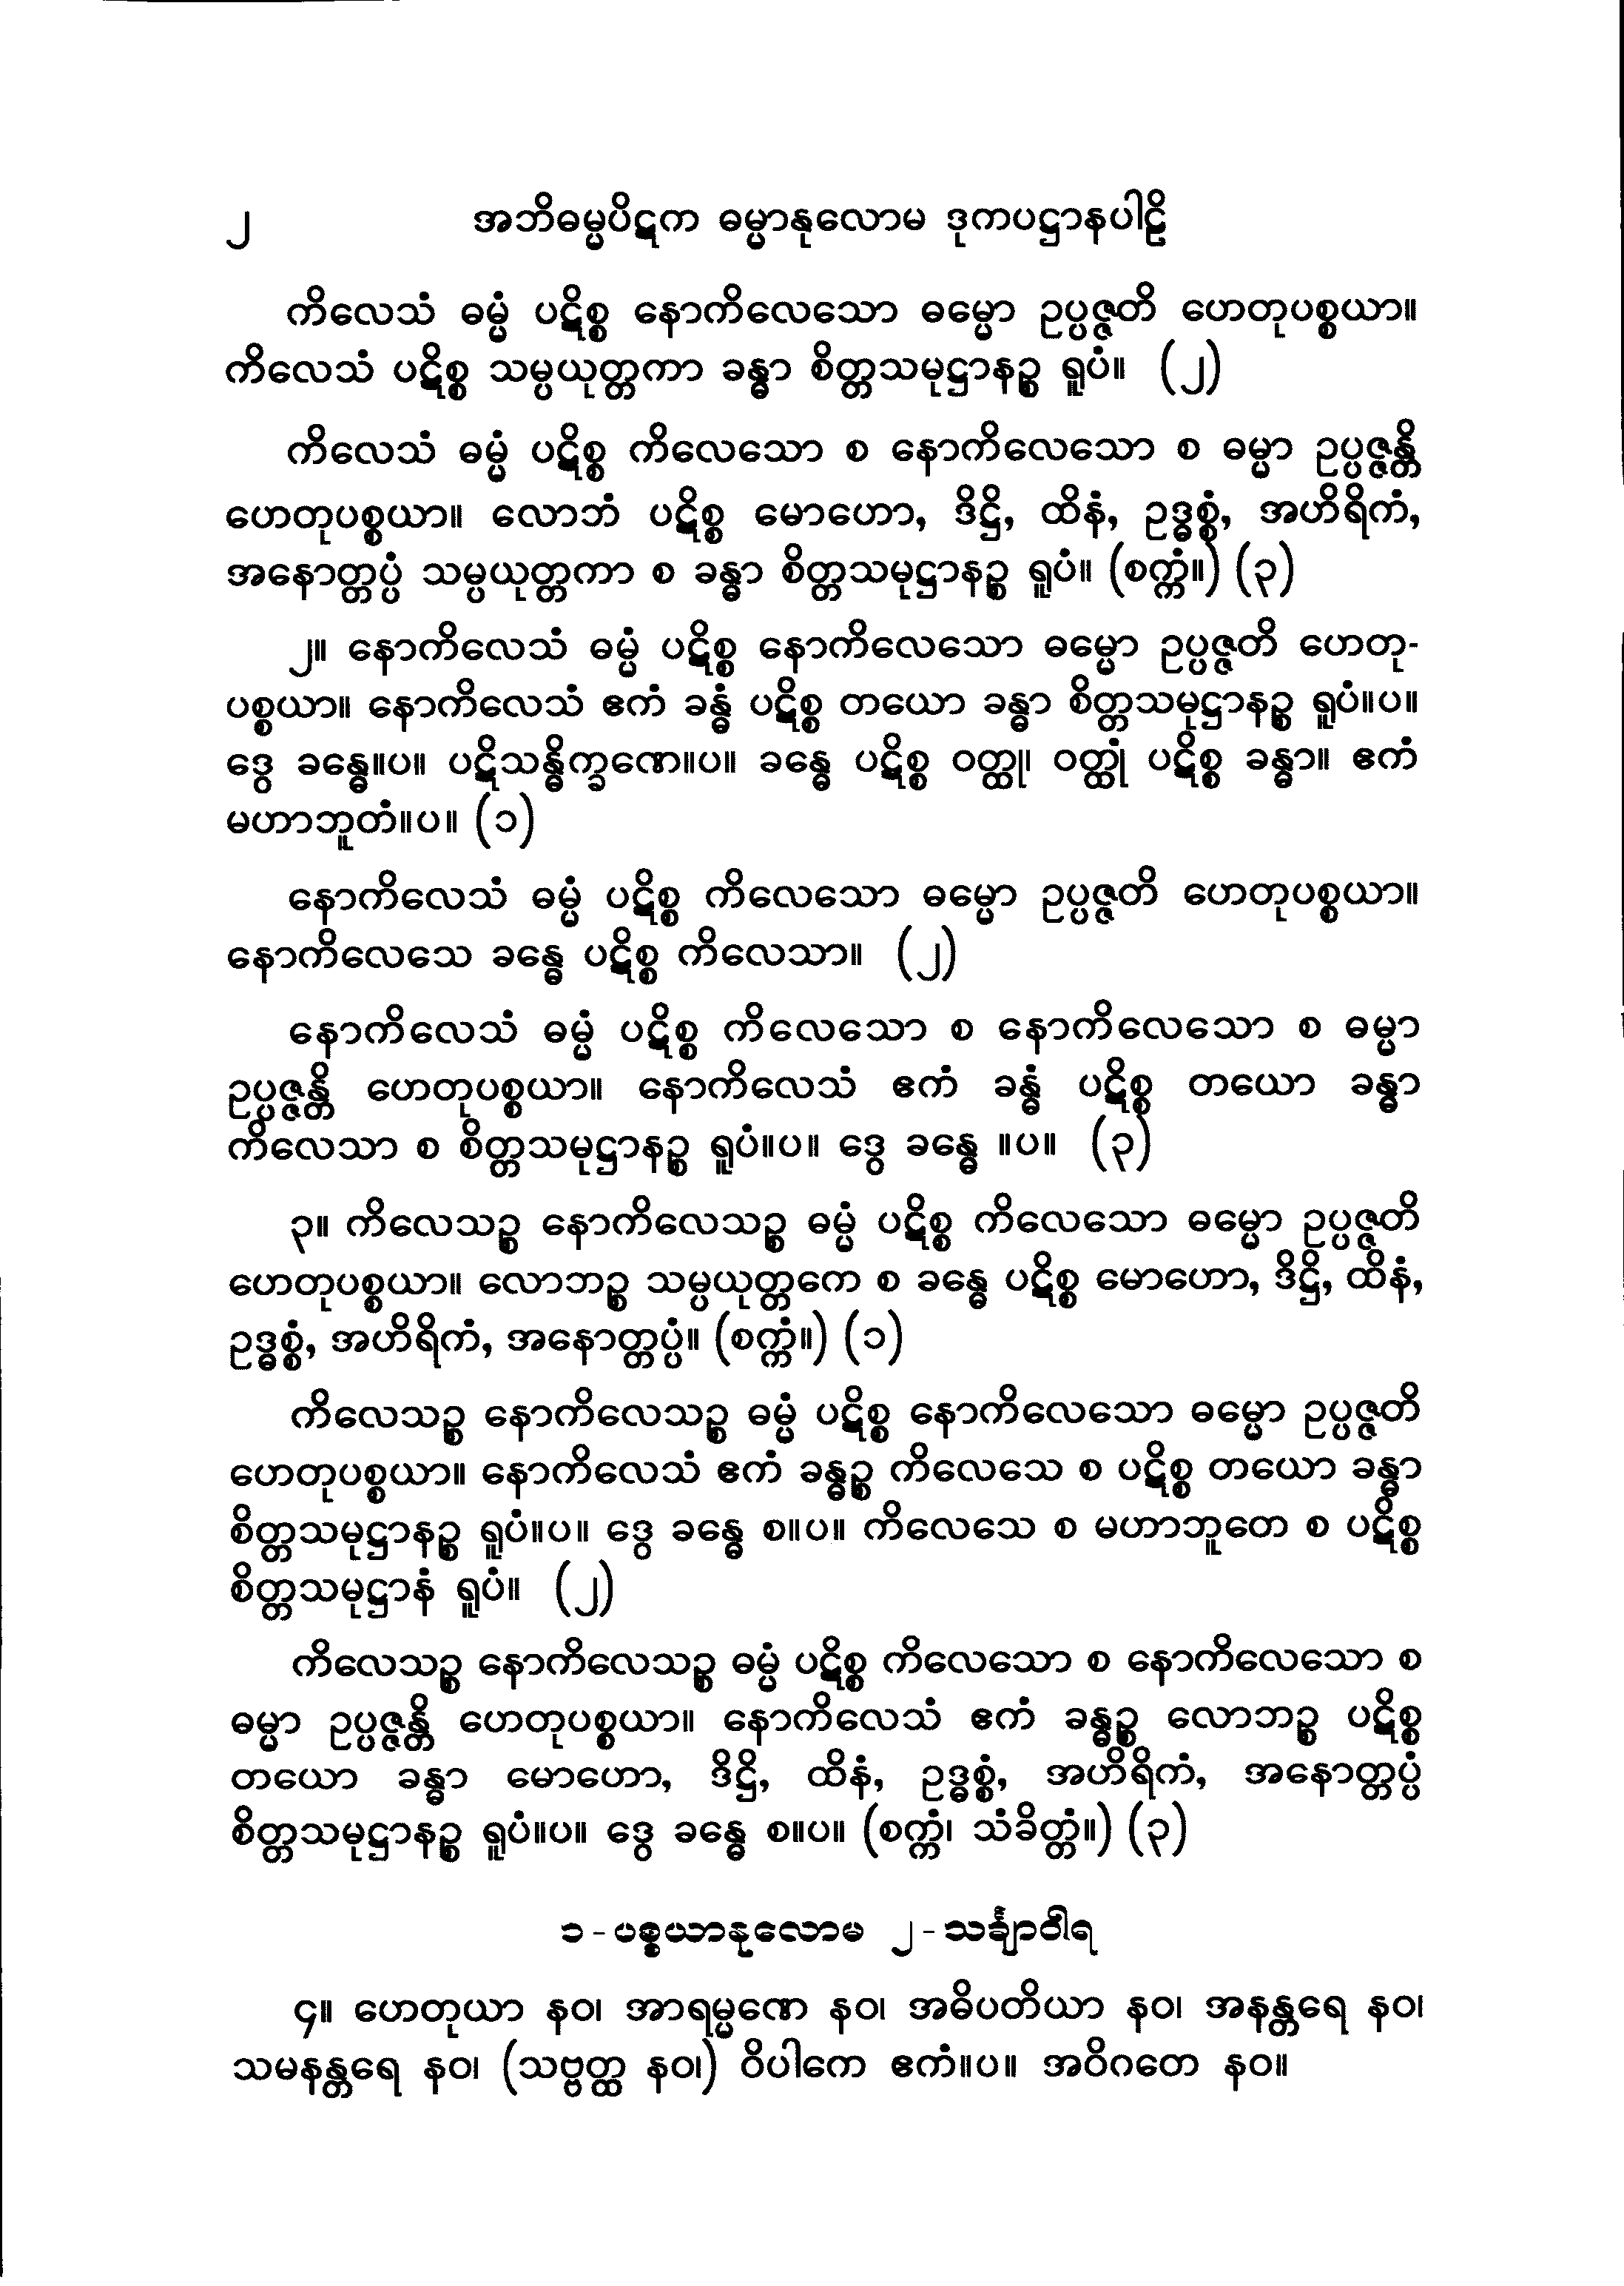 ၂ အဘိဓမ္မပိဋက ဓမ္မာနုလောမ ဒုကပဋ္ဌာနပါဠိ
ကိလေသံ ဓမ္မံ ပဋိစ္စ နောကိလေသော ဓမ္မော ဥပ္ပဇ္ဇတိ ဟေတုပစ္စယာ။
ကိလေသံ ပဋိစ္စ သမ္ပယုတ္တကာ ခန္ဓာ စိတ္တသမုဋ္ဌာနဉ္စ ရူပံ။ (၂)
ကိလေသံ ဓမ္မံ ပဋိစ္စ ကိလေသော စ နောကိလေသော စ ဓမ္မာ ဥပ္ပဇ္ဇန္တိ
ဟေတုပစ္စယာ။ လောဘံ ပဋိစ္စ မောဟော, ဒိဋ္ဌိ, ထိနံ, ဥဒ္ဓစ္စံ, အဟိရိကံ,
အနောတ္တပ္ပံ သမ္ပယုတ္တကာ စ ခန္ဓာ စိတ္တသမုဋ္ဌာနဉ္စ ရူပံ။ (စက္ကံ။) (၃)
၂။ နောကိလေသံ ဓမ္မံ ပဋိစ္စ နောကိလေသော ဓမ္မော ဥပ္ပဇ္ဇတိ ဟေတု-
ပစ္စယာ။ နောကိလေသံ ဧကံ ခန္ဓံ ပဋိစ္စ တယော ခန္ဓာ စိတ္တသမုဋ္ဌာနဉ္စ ရူပံ။ပ။
ဒွေ ခန္ဓေ။ပ။ ပဋိသန္ဓိက္ခဏေ။ပ။ ခန္ဓေ ပဋိစ္စ ဝတ္ထု၊ ဝတ္ထုံ ပဋိစ္စ ခန္ဓာ။ ဧကံ
မဟာဘူတံ။ပ။ (၁)
နောကိလေသံ ဓမ္မံ ပဋိစ္စ ကိလေသော ဓမ္မော ဥပ္ပဇ္ဇတိ ဟေတုပစ္စယာ။
နောကိလေသေ ခန္ဓေ ပဋိစ္စ ကိလေသာ။ (၂)
နောကိလေသံ ဓမ္မံ ပဋိစ္စ ကိလေသော စ နောကိလေသော စ ဓမ္မာ
ဥပ္ပဇ္ဇန္တိ ဟေတုပစ္စယာ။ နောကိလေသံ ဧကံ ခန္ဓံ ပဋိစ္စ တယော ခန္ဓာ
ကိလေသာ စ စိတ္တသမုဋ္ဌာနဉ္စ ရူပံ။ပ။ ဒွေ ခန္ဓေ ။ပ။ (၃)
၃။ ကိလေသဉ္စ နောကိလေသဉ္စ ဓမ္မံ ပဋိစ္စ ကိလေသော ဓမ္မော ဥပ္ပဇ္ဇတိ
ဟေတုပစ္စယာ။ လောဘဉ္စ သမ္ပယုတ္တကေ စ ခန္ဓေ ပဋိစ္စ မောဟော, ဒိဋ္ဌိ, ထိနံ,
ဥဒ္ဓစ္စံ, အဟိရိကံ, အနောတ္တပ္ပံ။ (စက္ကံ။) (၁)
ကိလေသဉ္စ နောကိလေသဉ္စ ဓမ္မံ ပဋိစ္စ နောကိလေသော ဓမ္မော ဥပ္ပဇ္ဇတိ
ဟေတုပစ္စယာ။ နောကိလေသံ ဧကံ ခန္ဓဉ္စ ကိလေသေ စ ပဋိစ္စ တယော ခန္ဓာ
စိတ္တသမုဋ္ဌာနဉ္စ ရူပံ။ပ။ ဒွေ ခန္ဓေ စ။ပ။ ကိလေသေ စ မဟာဘူတေ စ ပဋိစ္စ
စိတ္တသမုဋ္ဌာနံ ရူပံ။ (၂)
ကိလေသဉ္စ နောကိလေသဉ္စ ဓမ္မံ ပဋိစ္စ ကိလေသော စ နောကိလေသော စ
ဓမ္မာ ဥပ္ပဇ္ဇန္တိ ဟေတုပစ္စယာ။ နောကိလေသံ ဧကံ ခန္ဓဉ္စ လောဘဉ္စ ပဋိစ္စ
တယော ခန္ဓာ မောဟော, ဒိဋ္ဌိ, ထိနံ, ဥဒ္ဓစ္စံ, အဟိရိကံ, အနောတ္တပ္ပံ
စိတ္တသမုဋ္ဌာနဉ္စ ရူပံ။ပ။ ဒွေ ခန္ဓေ စ။ပ။ (စက္ကံ၊ သံခိတ္တံ။) (၃)
၁-ပစ္စယာနုလောမ ၂-သင်္ချာဝါရ
၄။ ဟေတုယာ နဝ၊ အာရမ္မဏေ နဝ၊ အဓိပတိယာ နဝ၊ အနန္တရေ နဝ၊
သမနန္တရေ နဝ၊ (သဗ္ဗတ္ထ နဝ၊) ဝိပါကေ ဧကံ။ပ။ အဝိဂတေ နဝ။